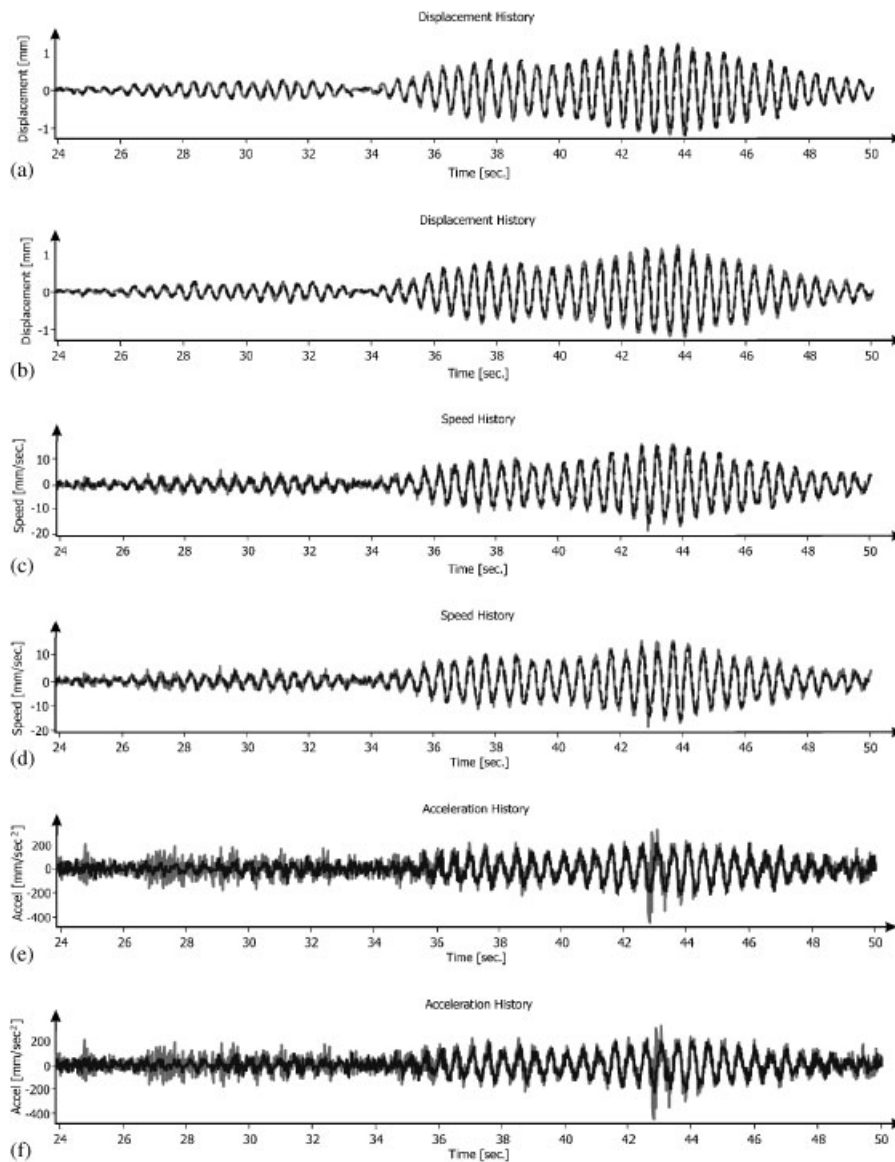 Displacement History
Displacement [mm]
1
0
-1
24 26 28 30 32 34 36 38 40 42 44 46 48 50
Time [sec.]
(a)
Displacement History
Displacement [mm]
1
0
-1
24 26 28 30 32 34 36 38 40 42 44 46 48 50
Time [sec.]
(b)
Speed History
Speed [mm/sec.]
10
0
-10
-20
24 26 28 30 32 34 36 38 40 42 44 46 48 50
Time [sec.]
(c)
Speed History
Speed [mm/sec.]
10
0
-10
-20
24 26 28 30 32 34 36 38 40 42 44 46 48 50
Time [sec.]
(d)
Acceleration History
Accel [mm/sec²]
200
0
-200
-400
24 26 28 30 32 34 36 38 40 42 44 46 48 50
Time [sec.]
(e)
Acceleration History
Accel [mm/sec²]
200
0
-200
-400
24 26 28 30 32 34 36 38 40 42 44 46 48 50
Time [sec.]
(f)